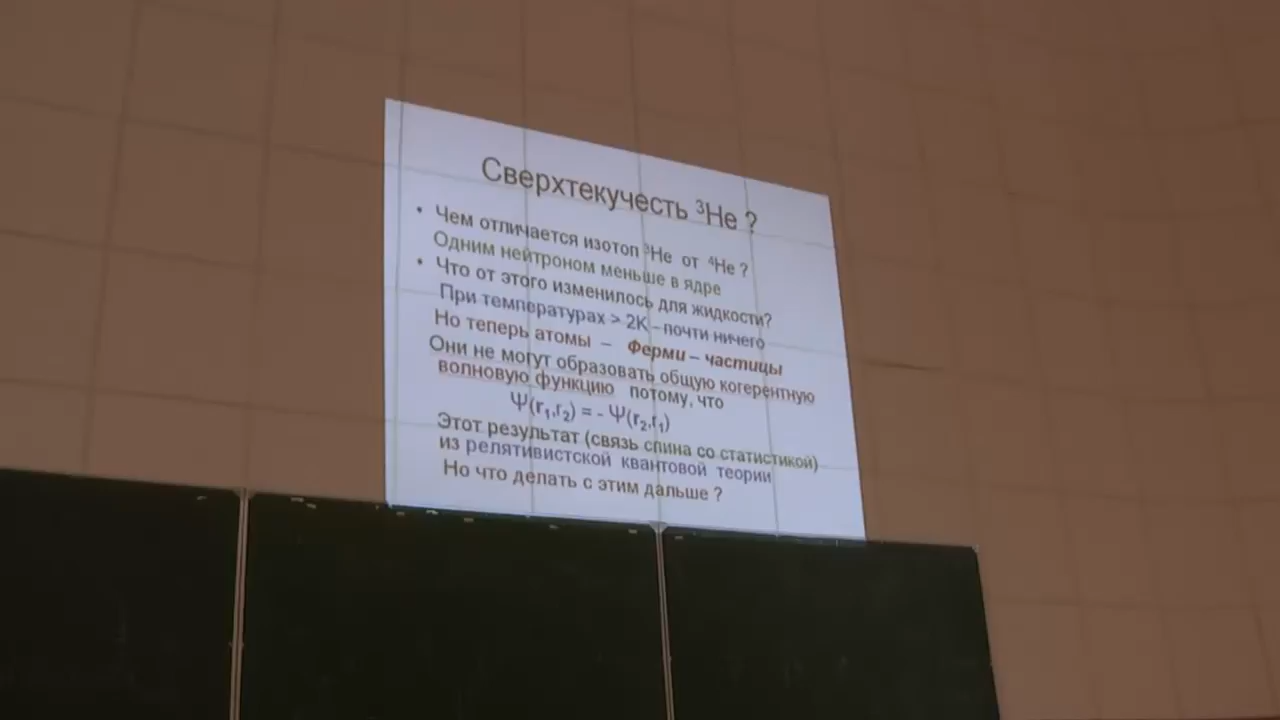 Сверхтекучесть ³He ?
• Чем отличается изотоп ³He от ⁴He ?
Одним нейтроном меньше в ядре
• Что от этого изменилось для жидкости?
При температурах > 2K – почти ничего
Но теперь атомы – Ферми – частицы
Они не могут образовать общую когерентную
волновую функцию потому, что
Ψ(r₁,r₂) = - Ψ(r₂,r₁)
Этот результат (связь спина со статистикой)
из релятивистской квантовой теории
Но что делать с этим дальше ?